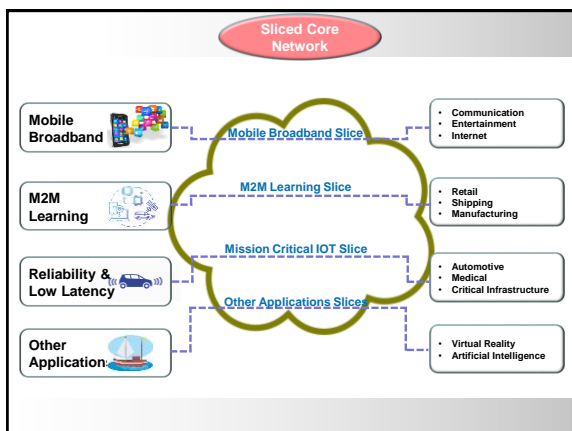 Sliced Core
Network
Mobile
Broadband
Mobile Broadband Slice
• Communication
• Entertainment
• Internet
M2M
Learning
M2M Learning Slice
• Retail
• Shipping
• Manufacturing
Reliability &
Low Latency
Mission Critical IOT Slice
• Automotive
• Medical
• Critical Infrastructure
Other
Applications
Other Applications Slices
• Virtual Reality
• Artificial Intelligence